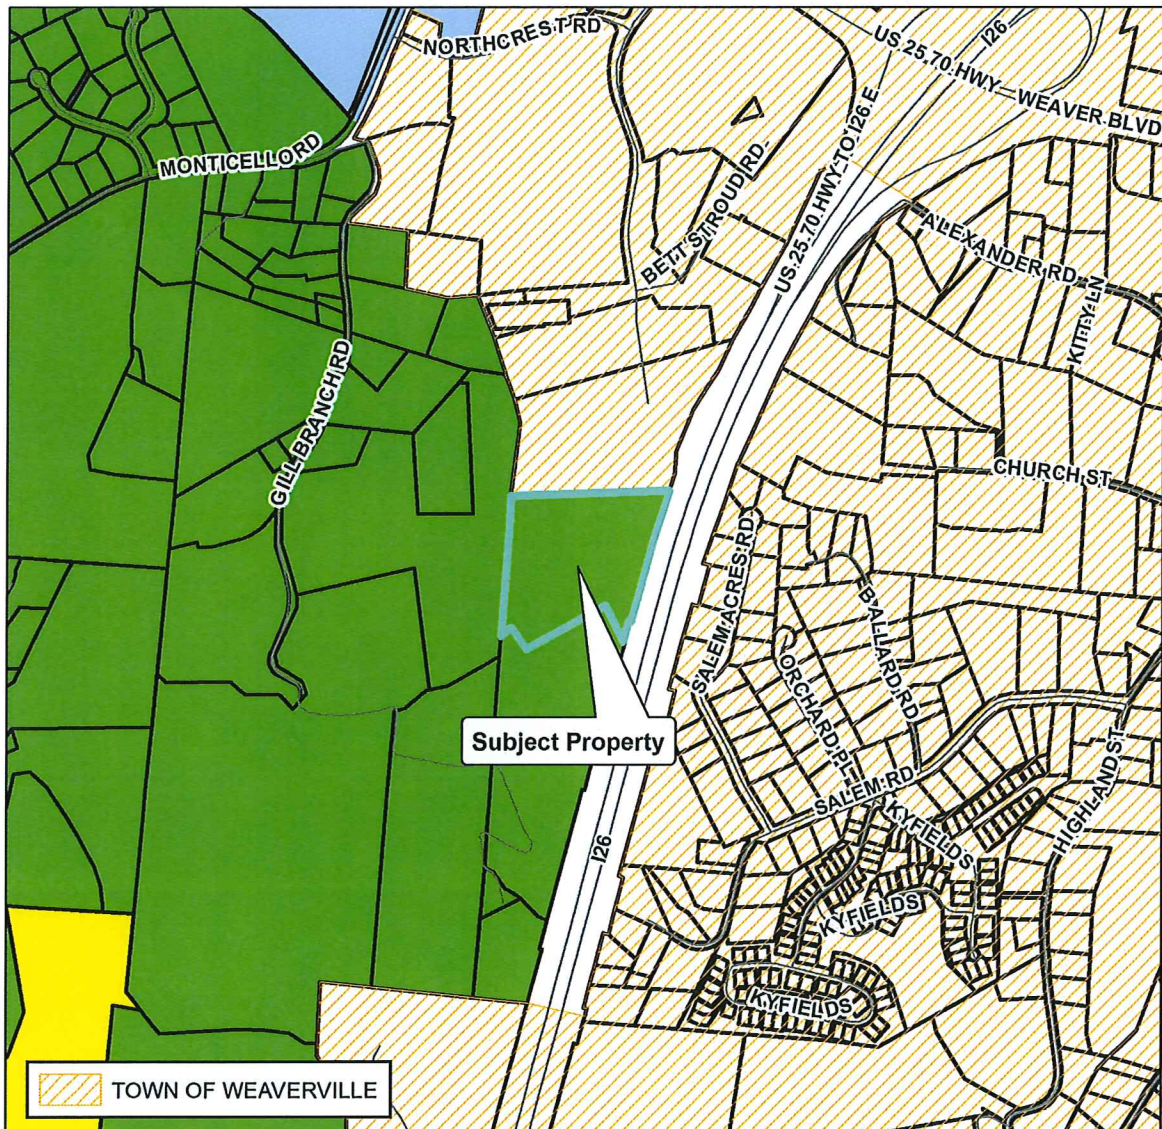 NORTHCREST RD
US 25.70 HWY
I26
WEAVER BLVD
MONTICELLO RD
BETT STROUD RD
US 25.70 HWY TO I26 E
ALEXANDER RD
KITTY LN
GILL BRANCH RD
CHURCH ST
SALEM ACRES RD
BALLARD RD
ORCHARD PL
Subject Property
SALEM RD
HIGHLAND ST
KYFIELDS
I26
KYFIELDS
KYFIELDS
TOWN OF WEAVERVILLE